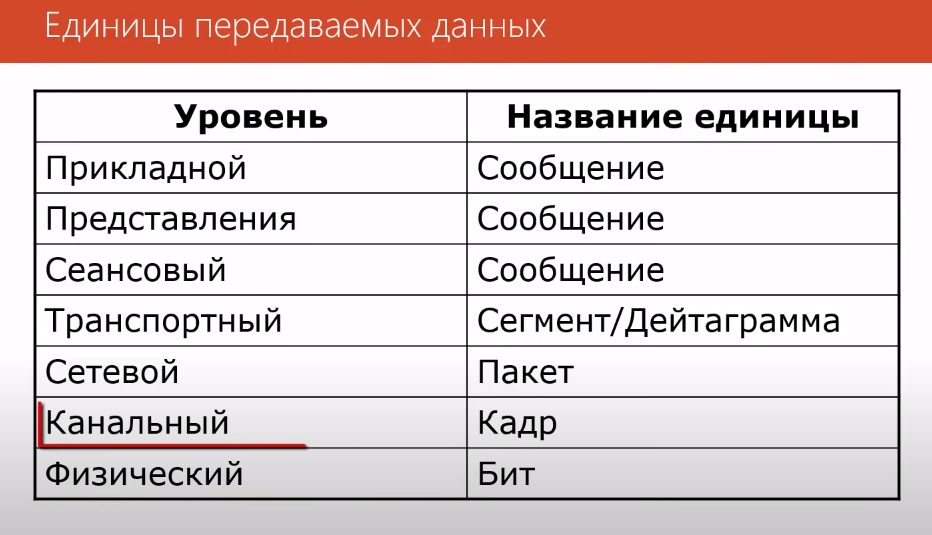 Единицы передаваемых данных
Уровень Название единицы
Прикладной Сообщение
Представления Сообщение
Сеансовый Сообщение
Транспортный Сегмент/Дейтаграмма
Сетевой Пакет
Канальный Кадр
Физический Бит